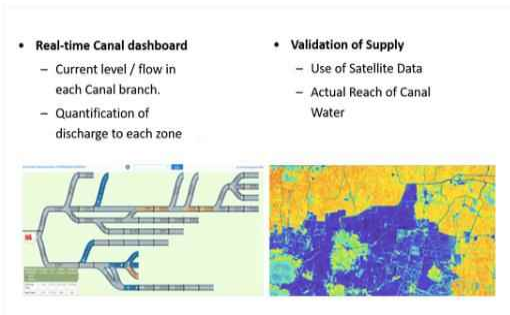 • Real-time Canal dashboard
– Current level / flow in
each Canal branch.
– Quantification of
discharge to each zone
• Validation of Supply
– Use of Satellite Data
– Actual Reach of Canal
Water